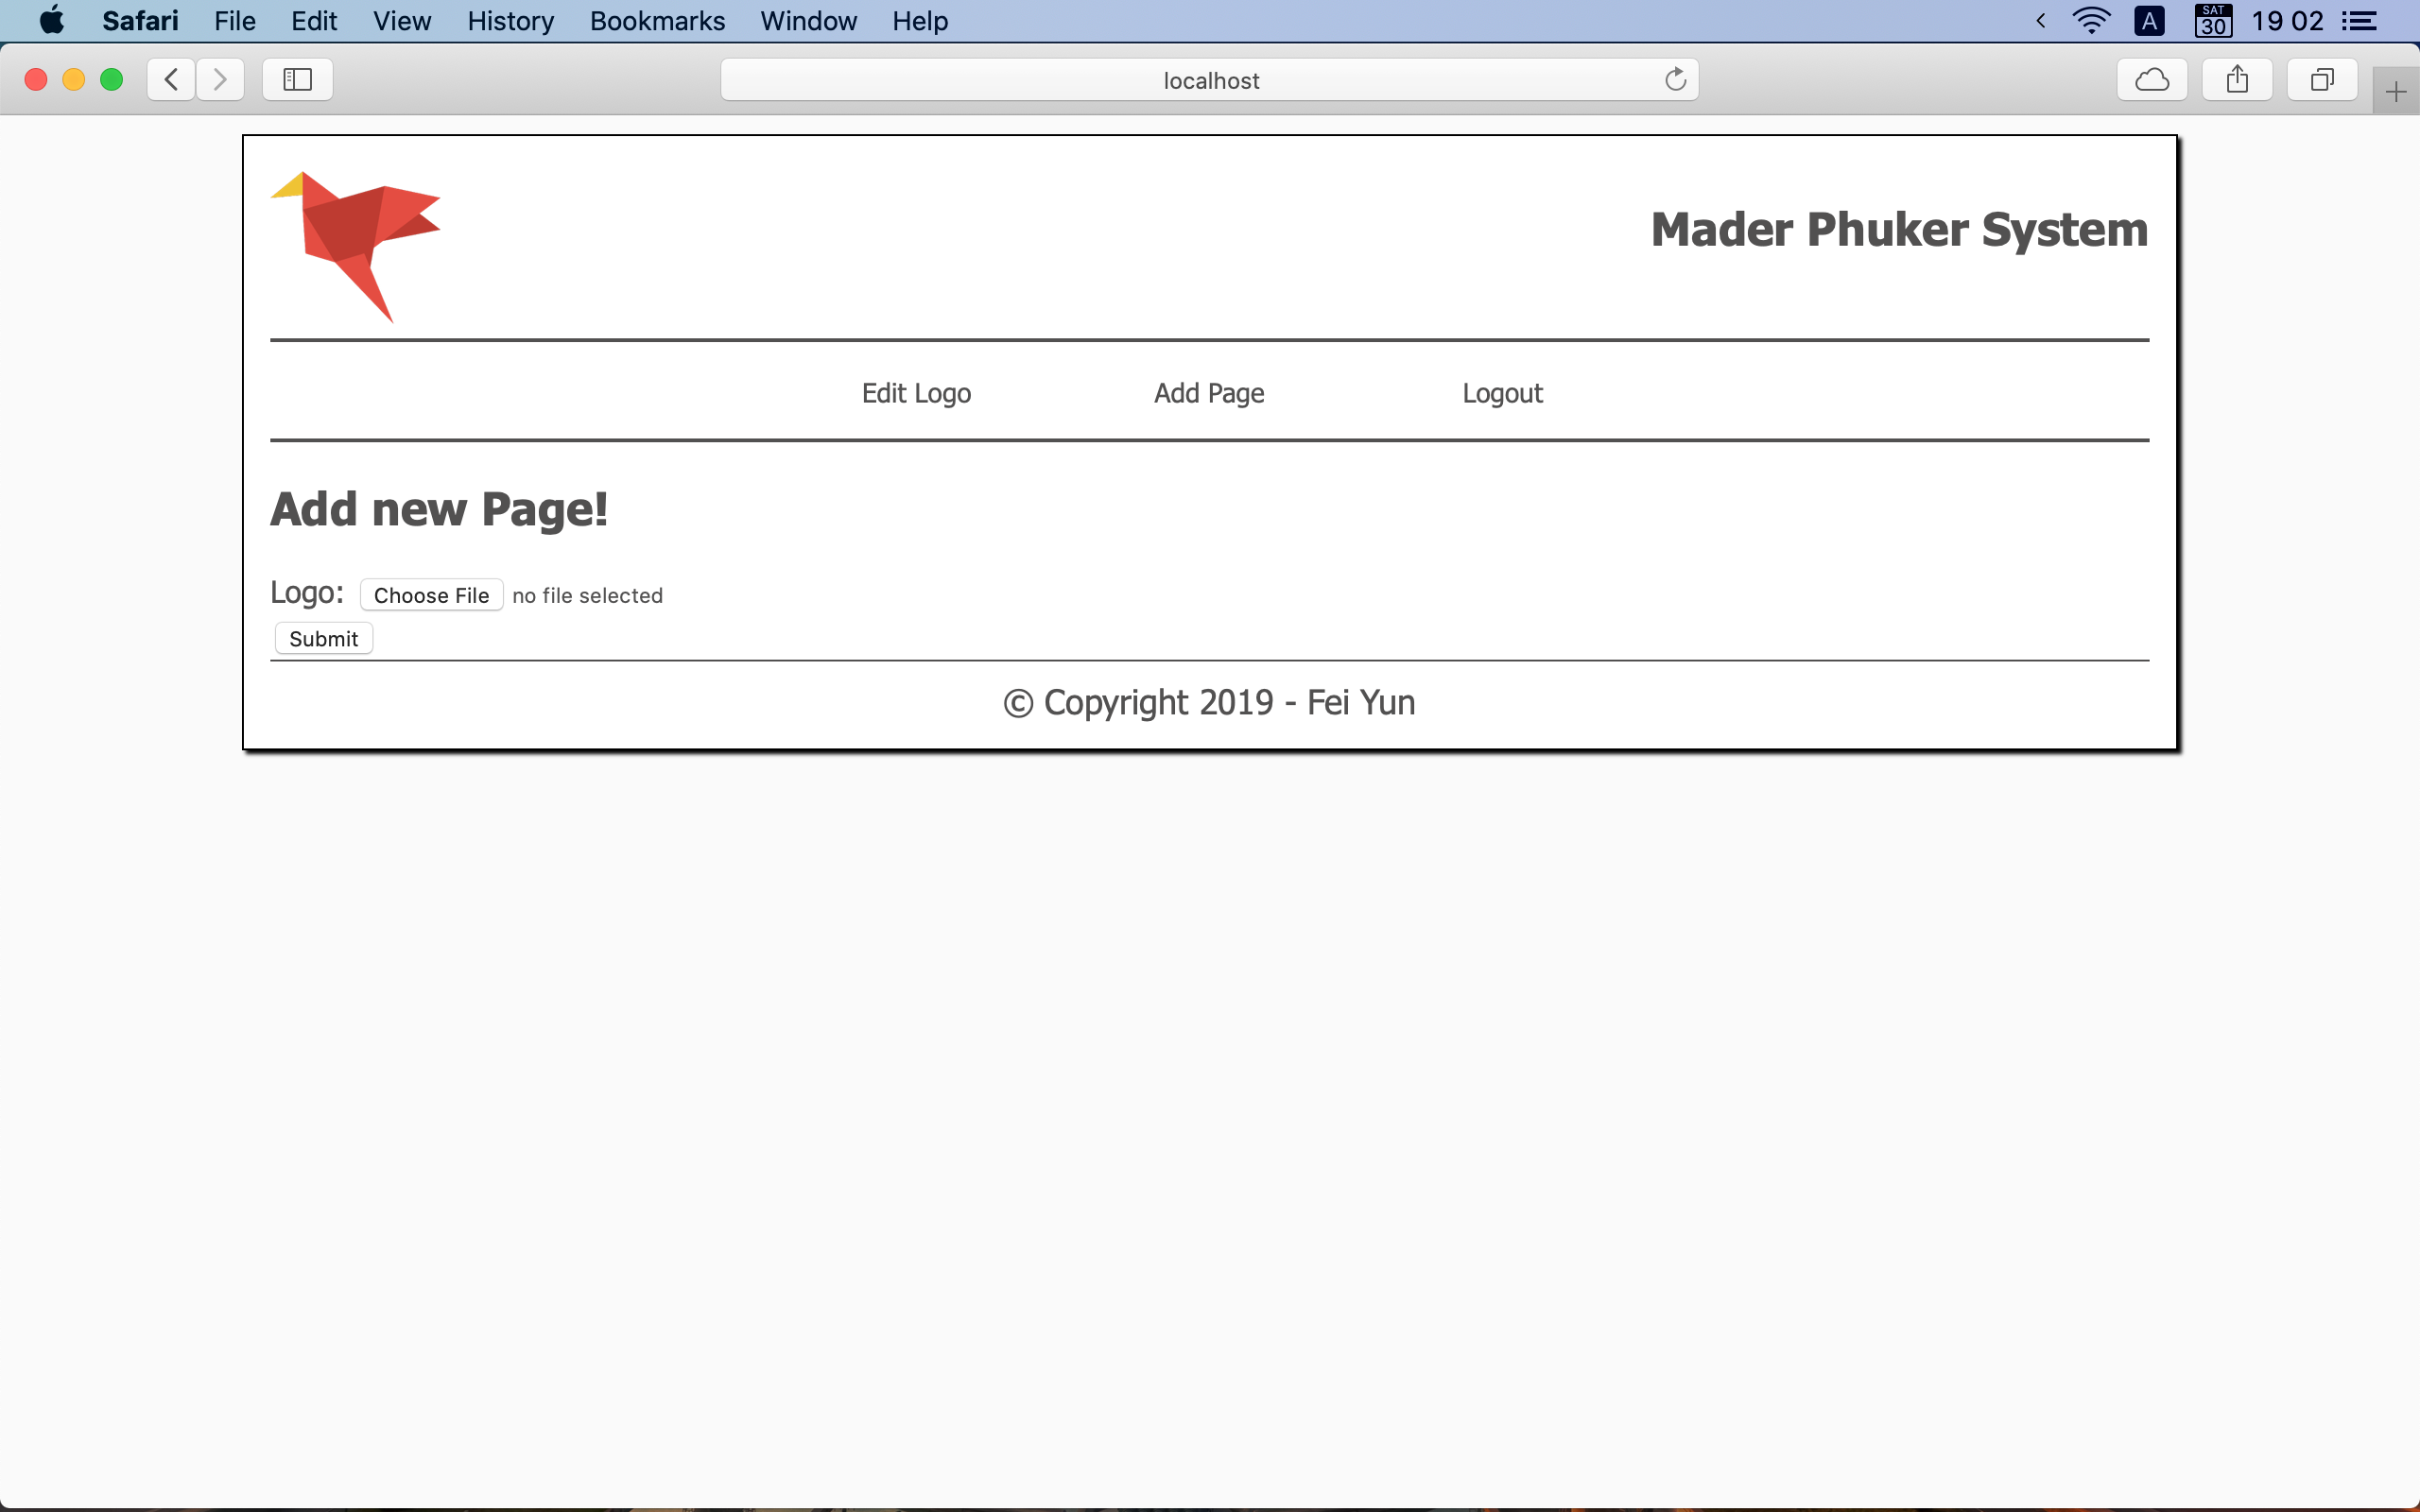 Safari File Edit View History Bookmarks Window Help < A SAT 30 19 02
localhost
Mader Phuker System
Edit Logo Add Page Logout
Add new Page!
Logo: Choose File no file selected
Submit
© Copyright 2019 - Fei Yun